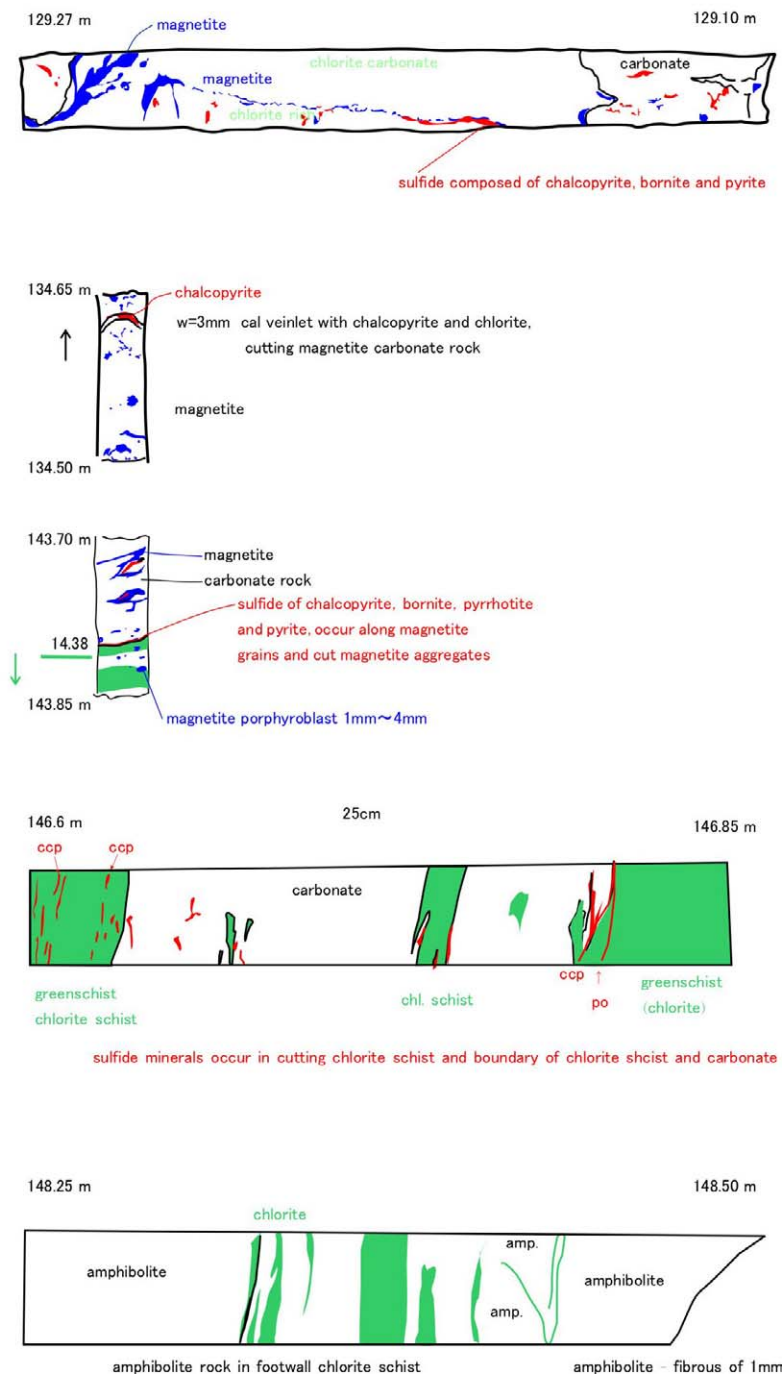 129.27 m
129.10 m
magnetite
chlorite carbonate
carbonate
magnetite
chlorite rich
sulfide composed of chalcopyrite, bornite and pyrite
134.65 m
chalcopyrite
w=3mm cal veinlet with chalcopyrite and chlorite,
cutting magnetite carbonate rock
magnetite
134.50 m
143.70 m
magnetite
carbonate rock
sulfide of chalcopyrite, bornite, pyrrhotite
and pyrite, occur along magnetite
grains and cut magnetite aggregates
14.38
143.85 m
magnetite porphyroblast 1mm～4mm
25cm
146.6 m
146.85 m
ccp
ccp
carbonate
ccp
po
greenschist
chlorite schist
chl. schist
greenschist
(chlorite)
sulfide minerals occur in cutting chlorite schist and boundary of chlorite shcist and carbonate
148.25 m
148.50 m
chlorite
amp.
amphibolite
amphibolite
amp.
amphibolite rock in footwall chlorite schist
amphibolite - fibrous of 1mm